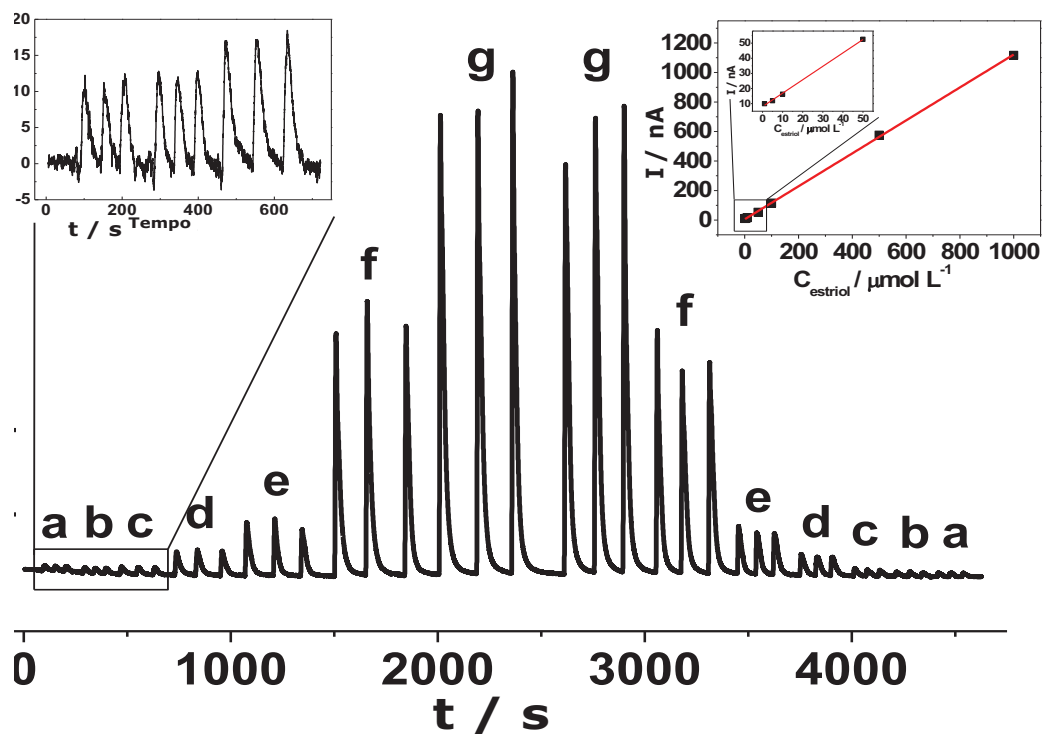 20
15
10
5
0
-5
0 200 400 600
t / s Tempo
1200
1000
800
600
400
200
0
I / nA
50
40
30
20
10
I / nA
0 10 20 30 40 50
C estriol / µmol L-1
0 200 400 600 800 1000
C estriol / µmol L-1
g g
f f
a b c d e e d c b a
0 1000 2000 3000 4000
t / s